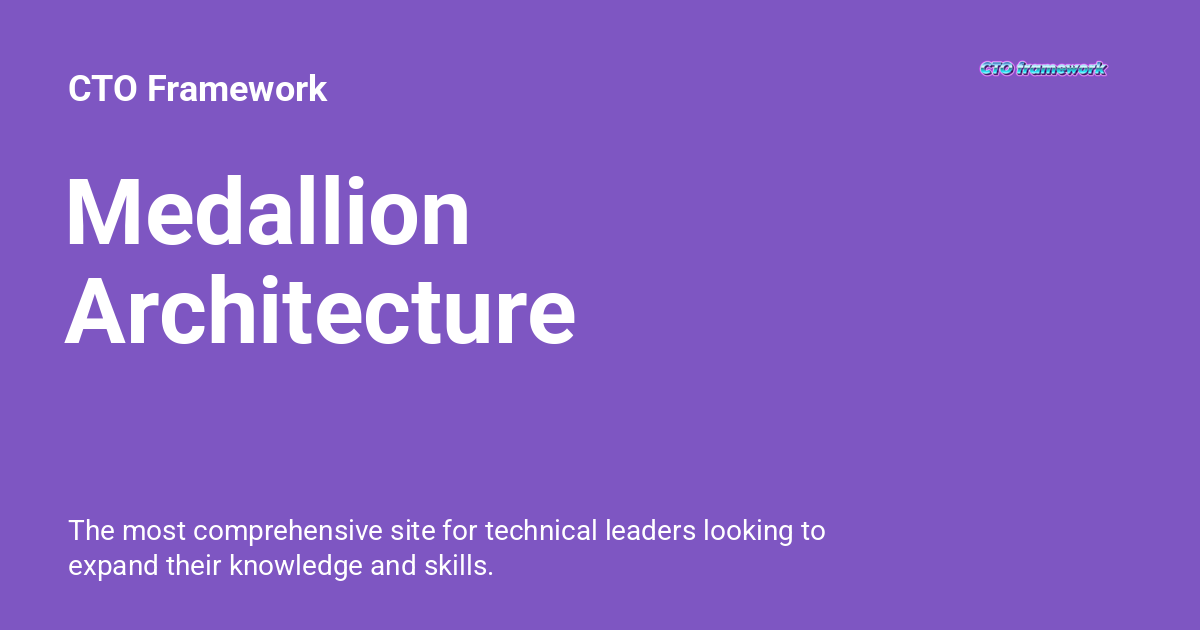 CTO Framework
CTO framework
Medallion
Architecture
The most comprehensive site for technical leaders looking to
expand their knowledge and skills.